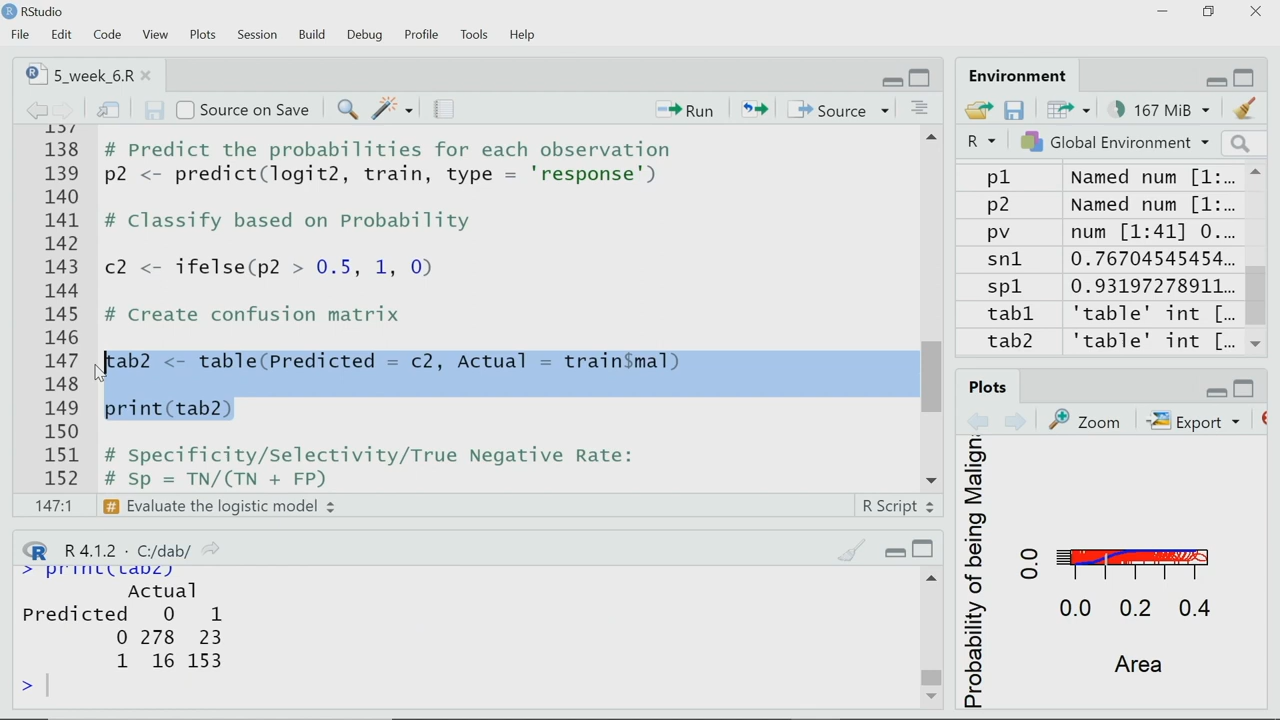 RStudio
File Edit Code View Plots Session Build Debug Profile Tools Help
5_week_6.R
Source on Save Run Source
137
138 # Predict the probabilities for each observation
139 p2 <- predict(logit2, train, type = 'response')
140
141 # Classify based on Probability
142
143 c2 <- ifelse(p2 > 0.5, 1, 0)
144
145 # Create confusion matrix
146
147 tab2 <- table(Predicted = c2, Actual = train$mal)
148
149 print(tab2)
150
151 # Specificity/Selectivity/True Negative Rate:
152 # Sp = TN/(TN + FP)
147:1 # Evaluate the logistic model R Script
R 4.1.2 · C:/dab/
> print(tab2)
Actual
Predicted 0 1
0 278 23
1 16 153
>
Environment
167 MiB
R Global Environment
p1 Named num [1:...
p2 Named num [1:...
pv num [1:41] 0....
sn1 0.76704545454...
sp1 0.93197278911...
tab1 'table' int [...
tab2 'table' int [...
Plots
Zoom Export
Probability of being Malign
0.0
0.0 0.2 0.4
Area